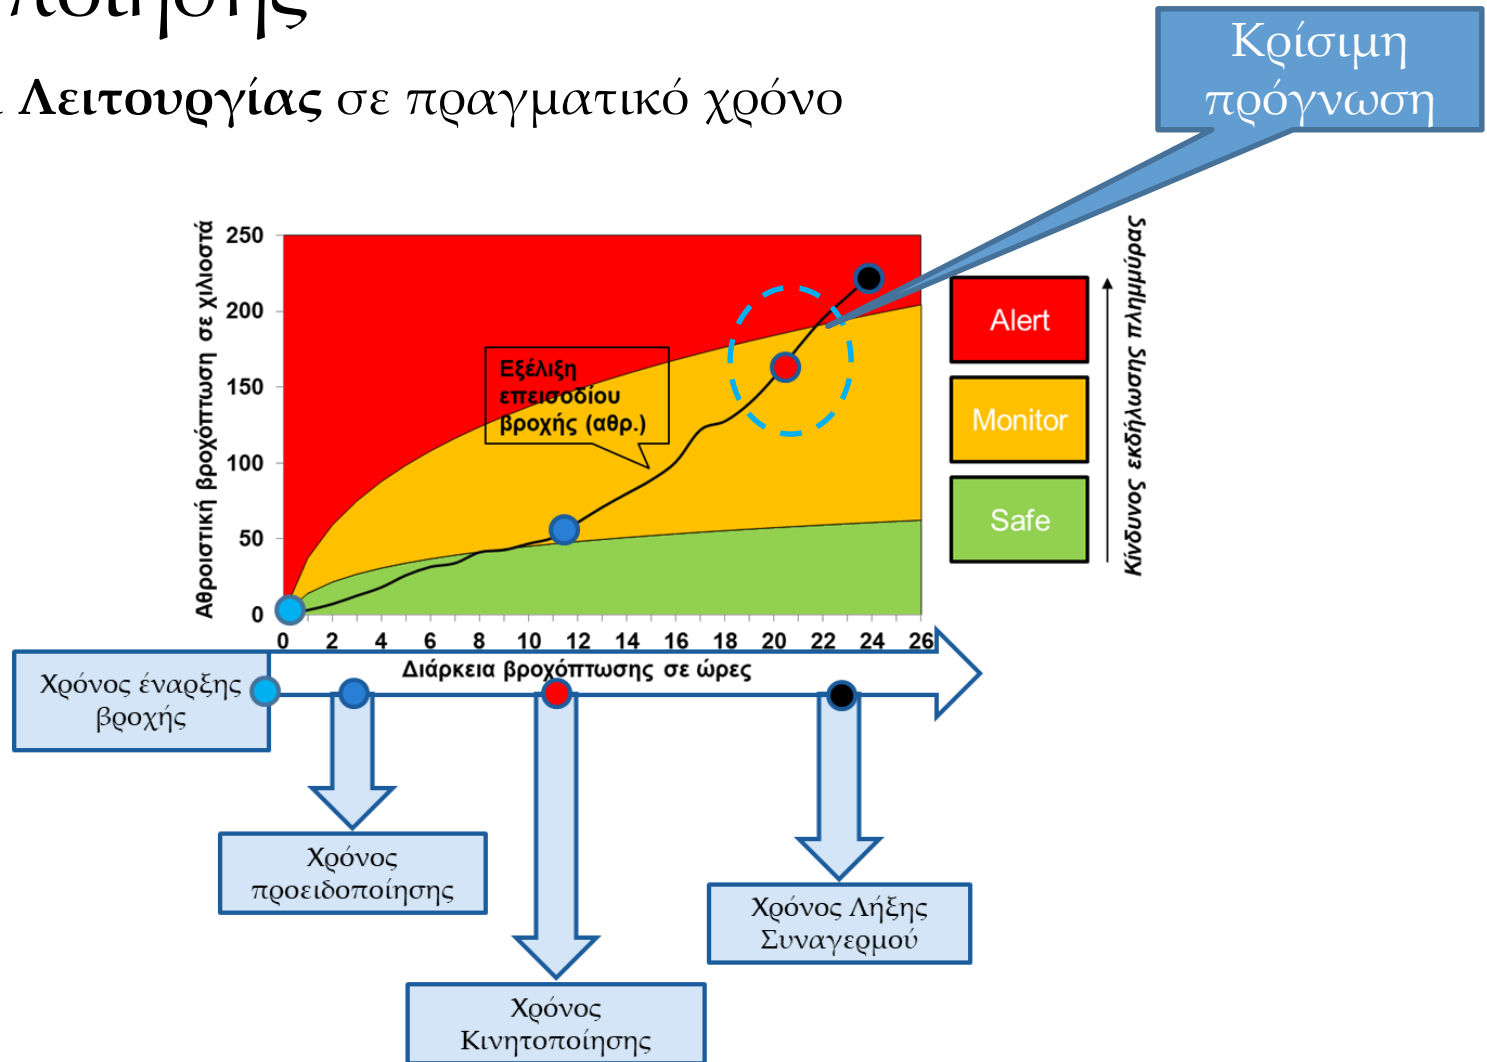 ποίησης
Λειτουργίας σε πραγματικό χρόνο
Κρίσιμη
πρόγνωση
Αθροιστική βροχόπτωση σε χιλιοστά
250
200
150
100
50
0
Εξέλιξη
επεισοδίου
βροχής (αθρ.)
0 2 4 6 8 10 12 14 16 18 20 22 24 26
Διάρκεια βροχόπτωσης σε ώρες
Alert
Monitor
Safe
Κίνδυνος εκδήλωσης πλημμύρας
Χρόνος έναρξης
βροχής
Χρόνος
προειδοποίησης
Χρόνος
Κινητοποίησης
Χρόνος Λήξης
Συναγερμού